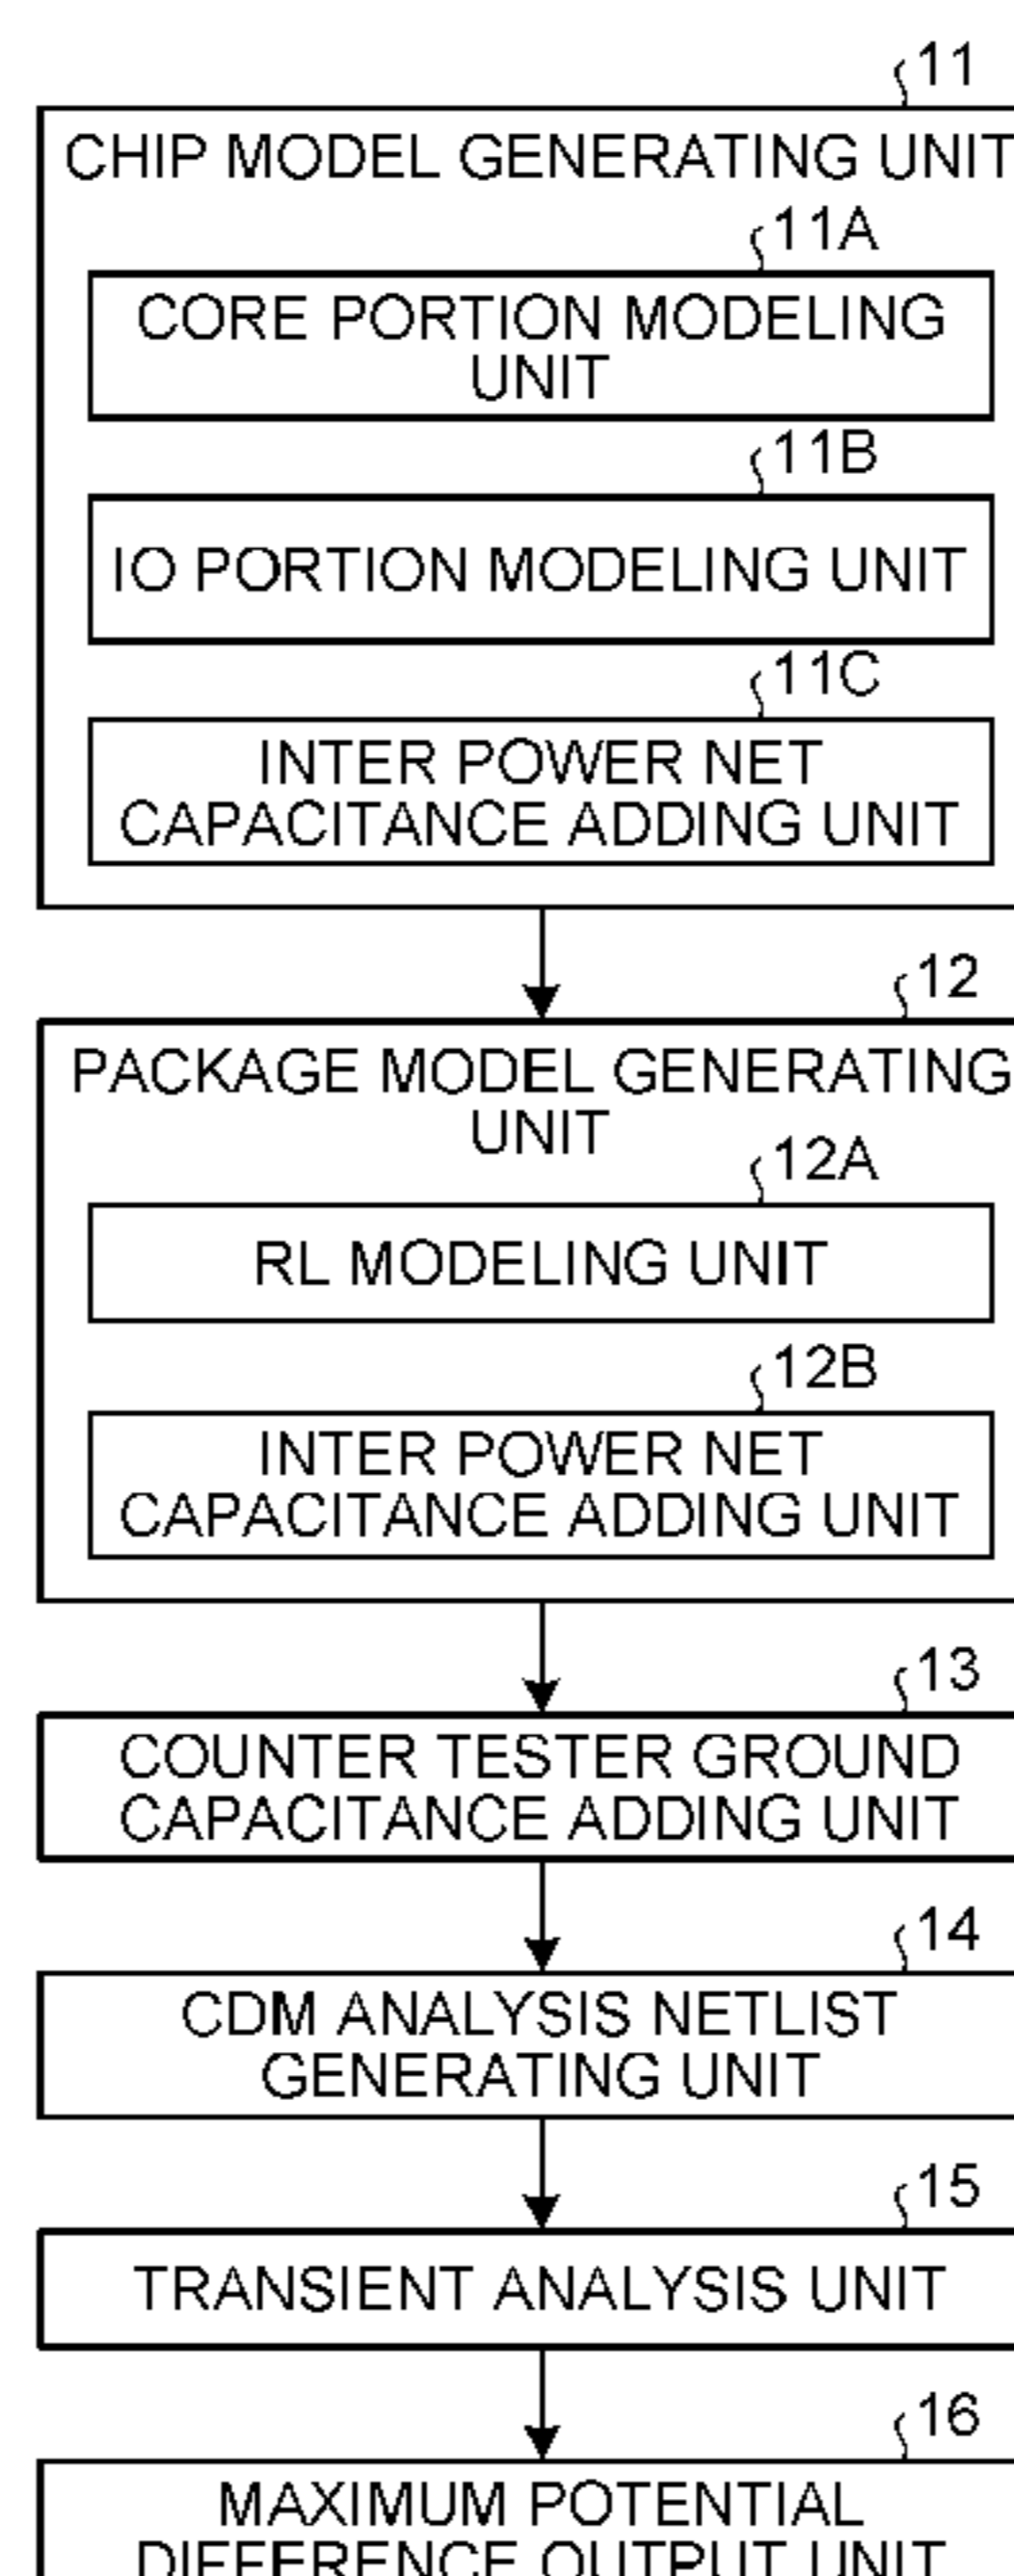 11
CHIP MODEL GENERATING UNIT
11A
CORE PORTION MODELING
UNIT
11B
IO PORTION MODELING UNIT
11C
INTER POWER NET
CAPACITANCE ADDING UNIT
12
PACKAGE MODEL GENERATING
UNIT
12A
RL MODELING UNIT
12B
INTER POWER NET
CAPACITANCE ADDING UNIT
13
COUNTER TESTER GROUND
CAPACITANCE ADDING UNIT
14
CDM ANALYSIS NETLIST
GENERATING UNIT
15
TRANSIENT ANALYSIS UNIT
16
MAXIMUM POTENTIAL
DIFFERENCE OUTPUT UNIT